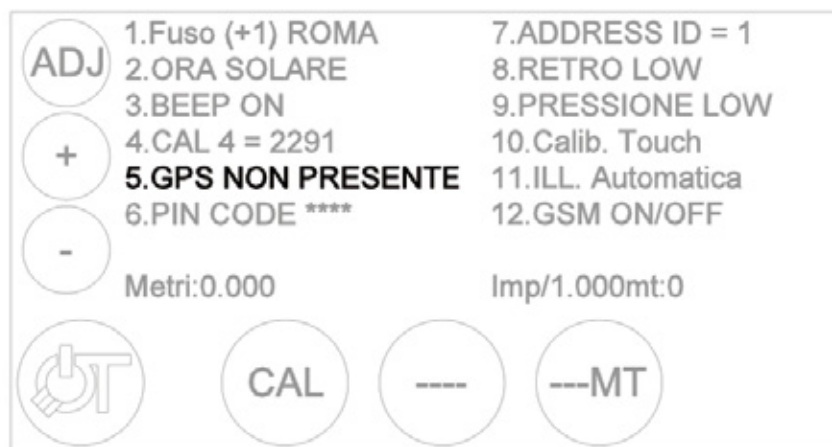 ADJ
+
-
1.Fuso (+1) ROMA
2.ORA SOLARE
3.BEEP ON
4.CAL 4 = 2291
5.GPS NON PRESENTE
6.PIN CODE ****
7.ADDRESS ID = 1
8.RETRO LOW
9.PRESSIONE LOW
10.Calib. Touch
11.ILL. Automatica
12.GSM ON/OFF
Metri:0.000
Imp/1.000mt:0
CAL
----
---MT